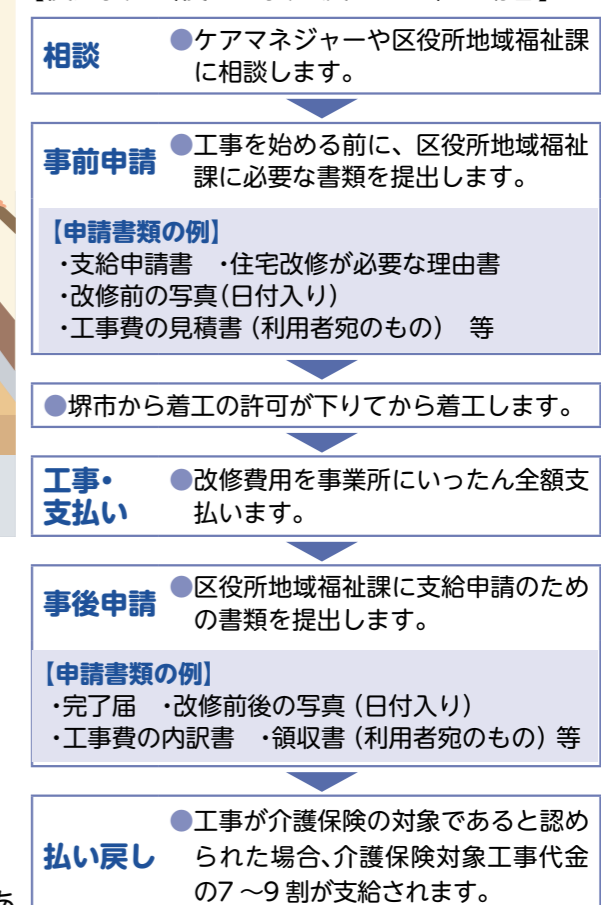 相談
●ケアマネジャーや区役所地域福祉課
に相談します。
事前申請
●工事を始める前に、区役所地域福祉
課に必要な書類を提出します。
【申請書類の例】
・支給申請書　・住宅改修が必要な理由書
・改修前の写真（日付入り）
・工事費の見積書（利用者宛のもの）　等
●堺市から着工の許可が下りてから着工します。
工事・
支払い
●改修費用を事業所にいったん全額支
払います。
事後申請
●区役所地域福祉課に支給申請のため
の書類を提出します。
【申請書類の例】
・完了届　・改修前後の写真（日付入り）
・工事費の内訳書　・領収書（利用者宛のもの）等
払い戻し
●工事が介護保険の対象であると認め
られた場合、介護保険対象工事代金
の7～9割が支給されます。